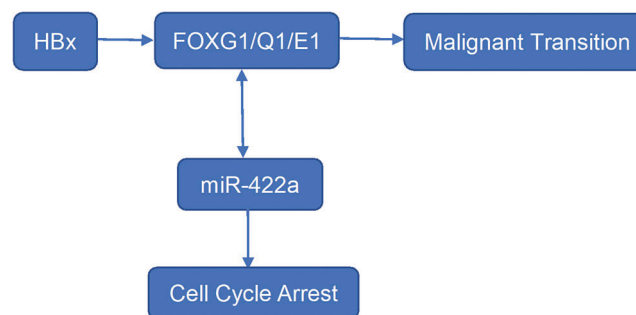 HBx
FOXG1/Q1/E1
Malignant Transition
miR-422a
Cell Cycle Arrest